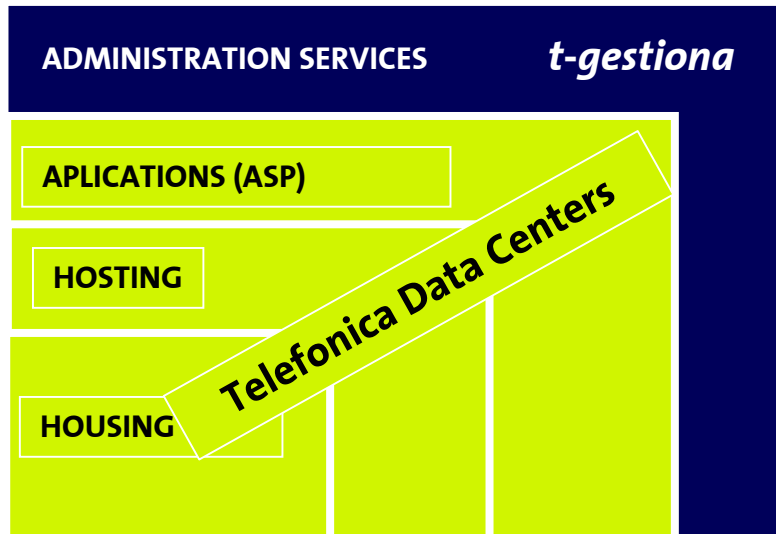 ADMINISTRATION SERVICES
t-gestiona
APLICATIONS (ASP)
HOSTING
Telefonica Data Centers
HOUSING